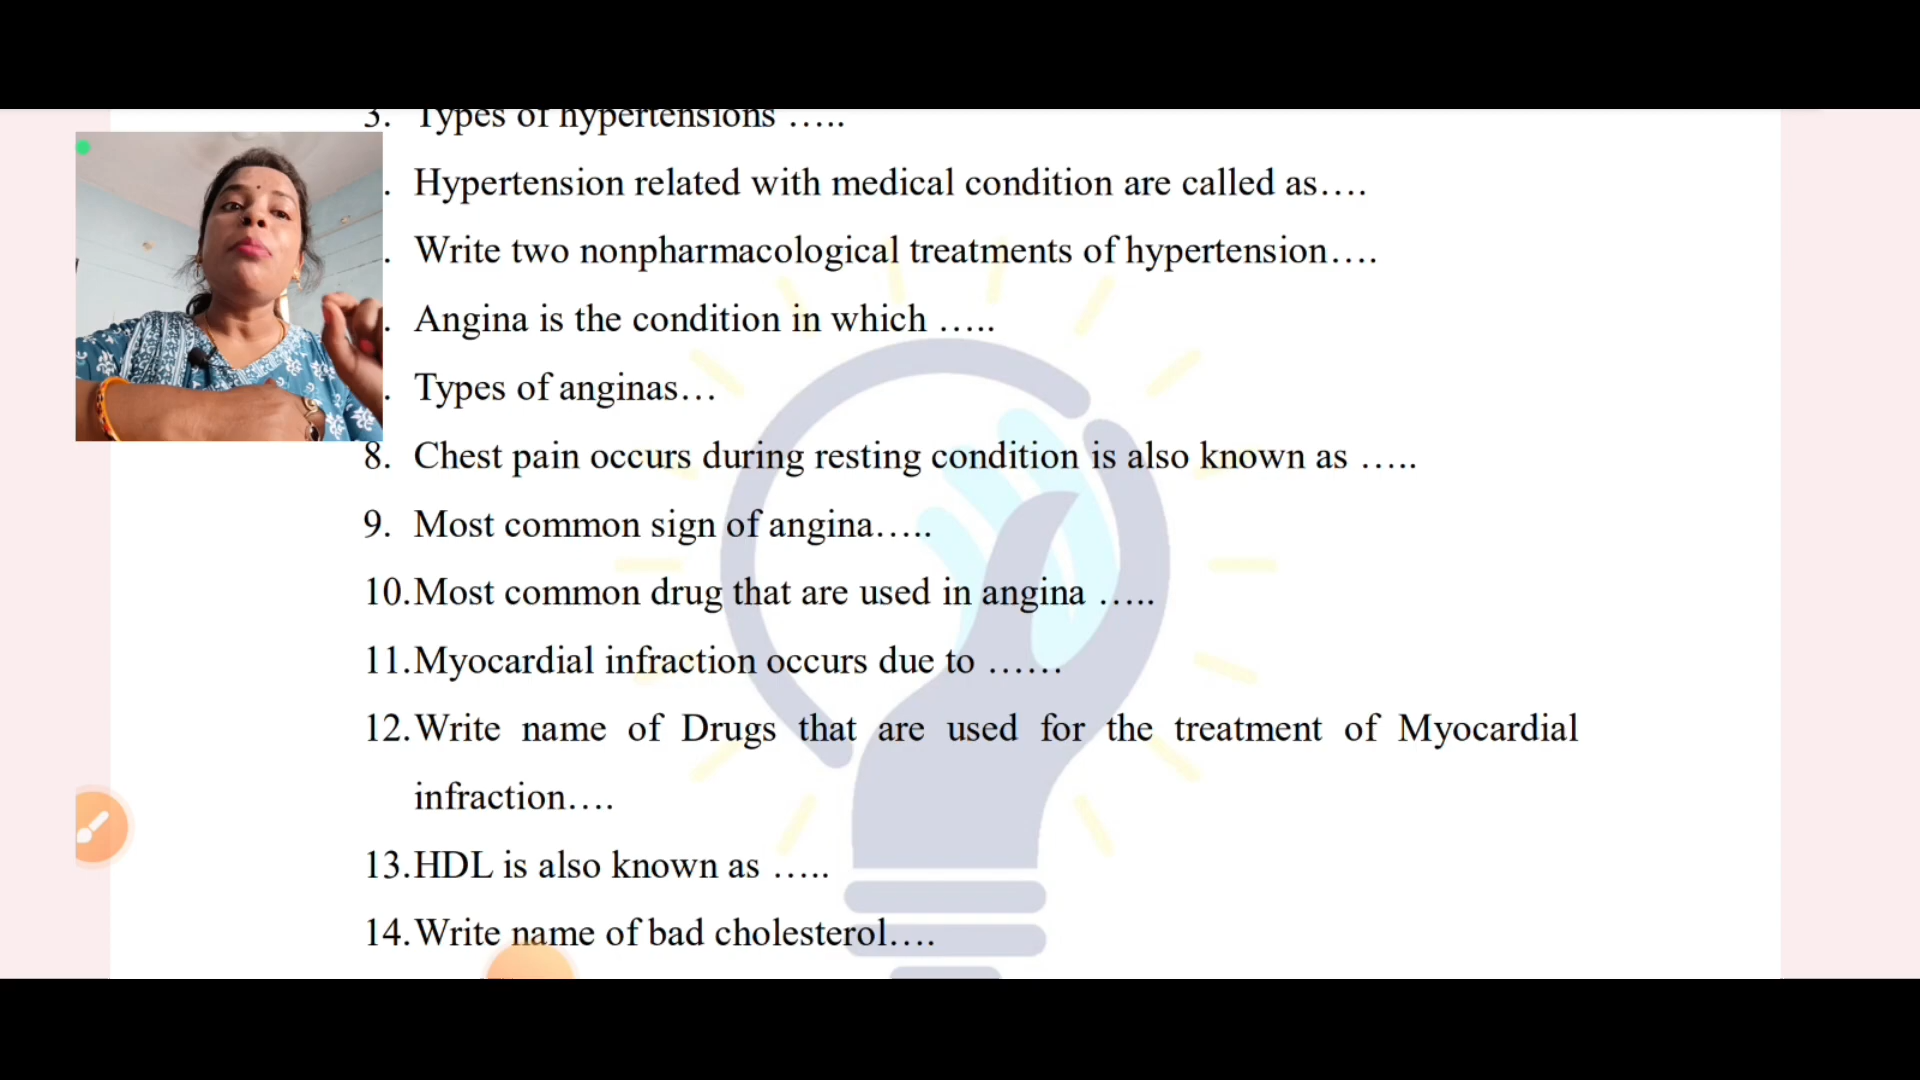 3. Types of hypertensions …..
. Hypertension related with medical condition are called as….
. Write two nonpharmacological treatments of hypertension….
. Angina is the condition in which …..
. Types of anginas…
8. Chest pain occurs during resting condition is also known as …..
9. Most common sign of angina…..
10.Most common drug that are used in angina …..
11.Myocardial infraction occurs due to ……
12.Write name of Drugs that are used for the treatment of Myocardial
infraction….
13.HDL is also known as …..
14.Write name of bad cholesterol….